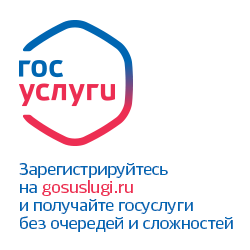 гос
услуги
Зарегистрируйтесь
на gosuslugi.ru
и получайте госуслуги
без очередей и сложностей